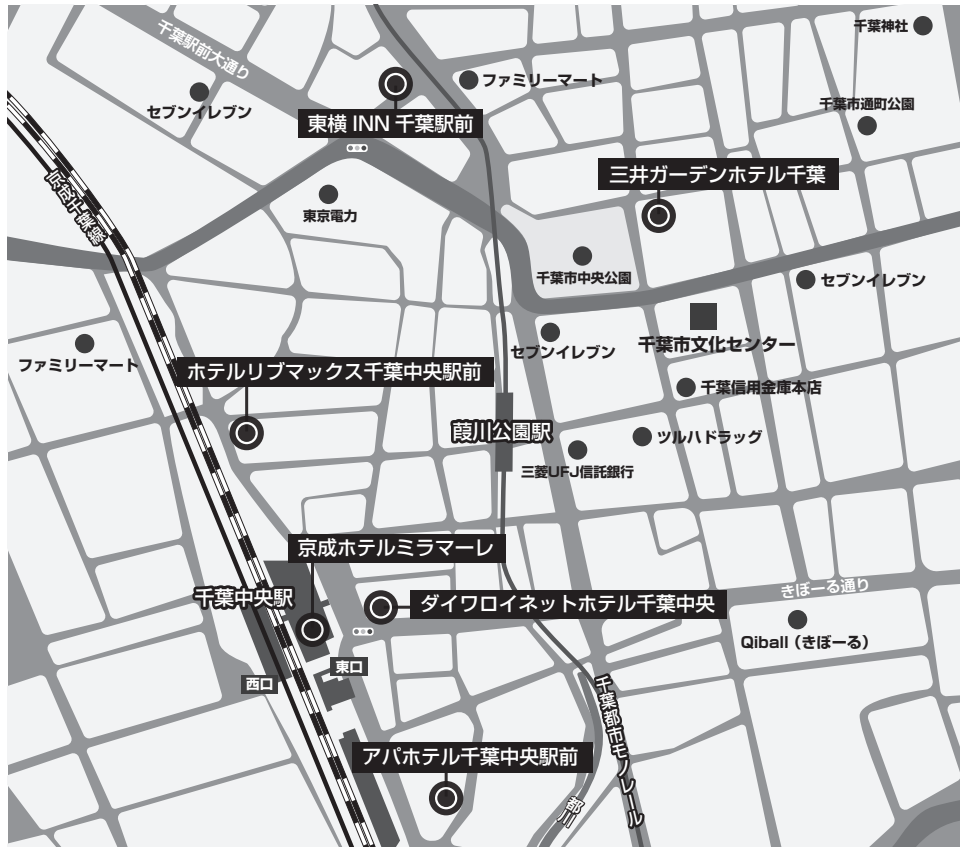 千葉神社
千葉駅前大通り
ファミリーマート
セブンイレブン
千葉市通町公園
東横 INN 千葉駅前
三井ガーデンホテル千葉
京成千葉線
東京電力
千葉市中央公園
セブンイレブン
セブンイレブン
千葉市文化センター
ファミリーマート
ホテルリブマックス千葉中央駅前
千葉信用金庫本店
葭川公園駅
ツルハドラッグ
三菱UFJ信託銀行
京成ホテルミラマーレ
きぼーる通り
千葉中央駅
ダイワロイネットホテル千葉中央
Qiball（きぼーる）
東口
西口
千葉都市モノレール
アパホテル千葉中央駅前
都川